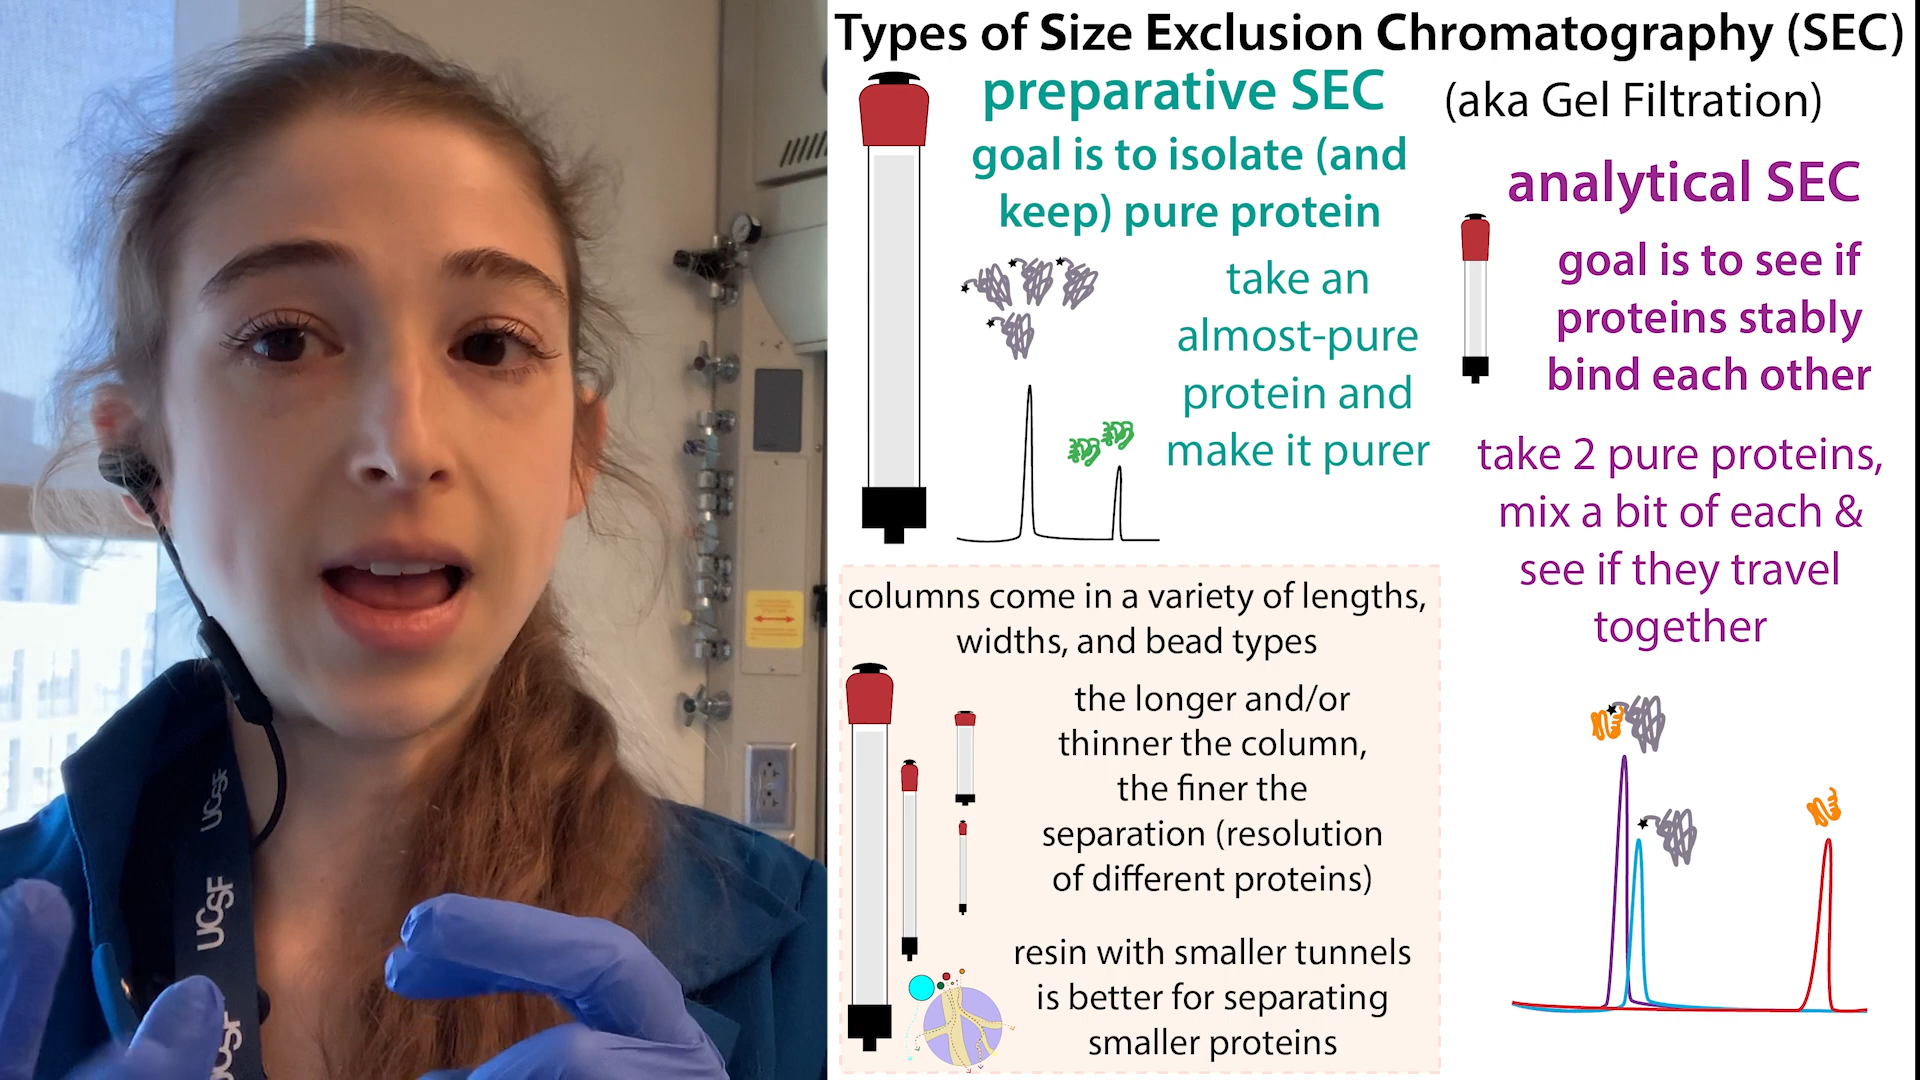 Types of Size Exclusion Chromatography (SEC)
(aka Gel Filtration)
preparative SEC
goal is to isolate (and
keep) pure protein
take an
almost-pure
protein and
make it purer
analytical SEC
goal is to see if
proteins stably
bind each other
take 2 pure proteins,
mix a bit of each &
see if they travel
together
columns come in a variety of lengths,
widths, and bead types
the longer and/or
thinner the column,
the finer the
separation (resolution
of different proteins)
resin with smaller tunnels
is better for separating
smaller proteins
UCSF
UCSF
UCSF